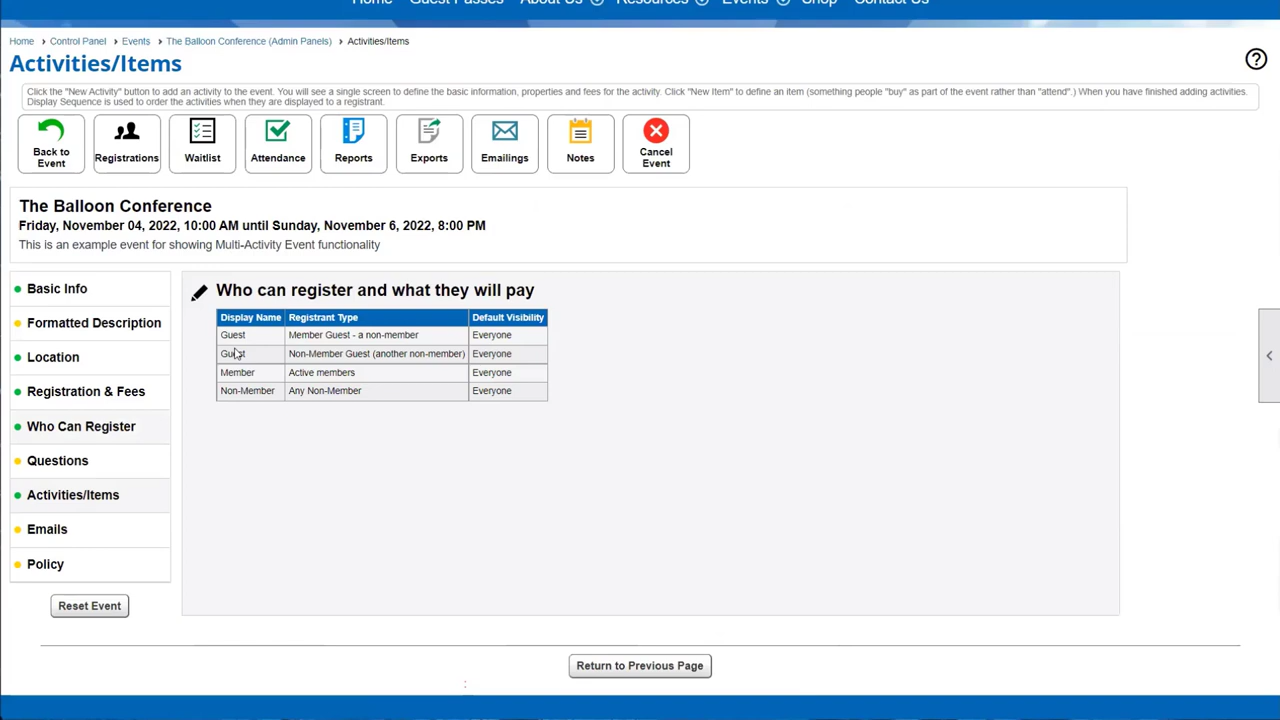 Home Guest Passes About Us Resources Events Shop Contact Us
Home > Control Panel > Events > The Balloon Conference (Admin Panels) > Activities/Items
Activities/Items
Click the "New Activity" button to add an activity to the event. You will see a single screen to define the basic information, properties and fees for the activity. Click "New Item" to define an item (something people "buy" as part of the event rather than "attend".) When you have finished adding activities.
Display Sequence is used to order the activities when they are displayed to a registrant.
Back to Event
Registrations
Waitlist
Attendance
Reports
Exports
Emailings
Notes
Cancel Event
The Balloon Conference
Friday, November 04, 2022, 10:00 AM until Sunday, November 6, 2022, 8:00 PM
This is an example event for showing Multi-Activity Event functionality
Basic Info
Formatted Description
Location
Registration & Fees
Who Can Register
Questions
Activities/Items
Emails
Policy
Reset Event
Who can register and what they will pay
Display Name Registrant Type Default Visibility
Guest Member Guest - a non-member Everyone
Guest Non-Member Guest (another non-member) Everyone
Member Active members Everyone
Non-Member Any Non-Member Everyone
Return to Previous Page